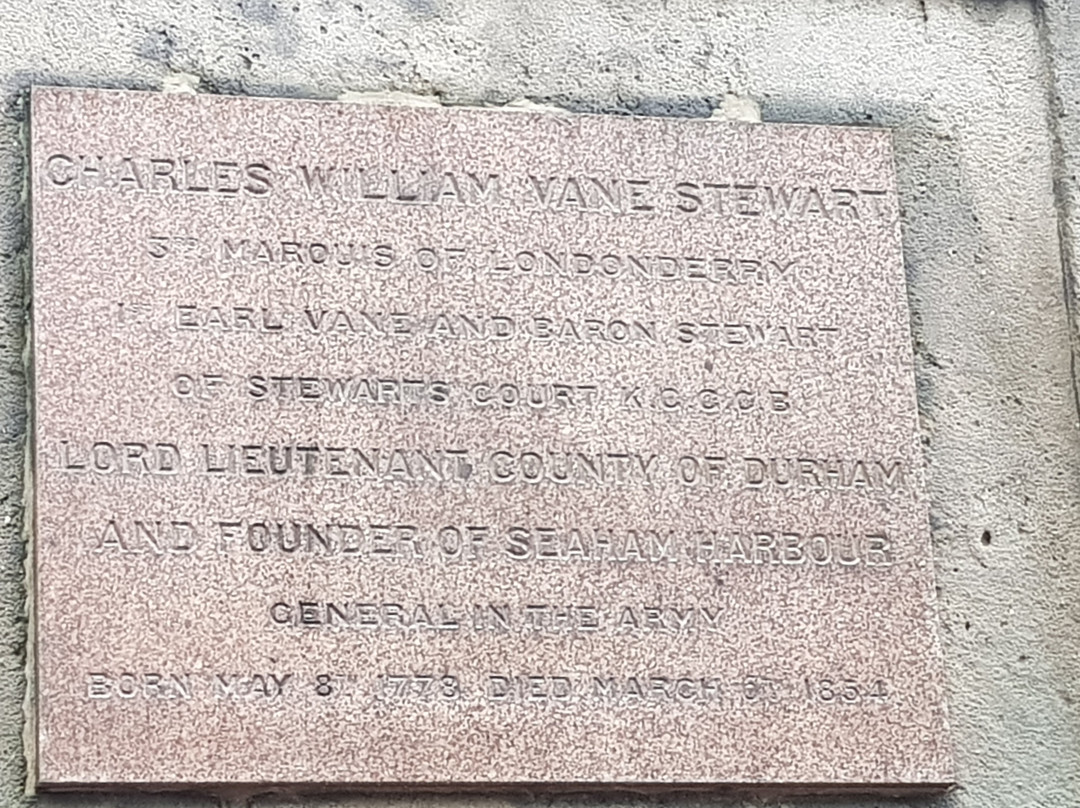 CHARLES WILLIAM VANE STEWART
3RD MARQUIS OF LONDONDERRY
1ST EARL VANE AND BARON STEWART
OF STEWARTS COURT K.G.G.C.B
LORD LIEUTENANT COUNTY OF DURHAM
AND FOUNDER OF SEAHAM HARBOUR
GENERAL IN THE ARMY
BORN MAY 8TH 1778. DIED MARCH 6TH 1854